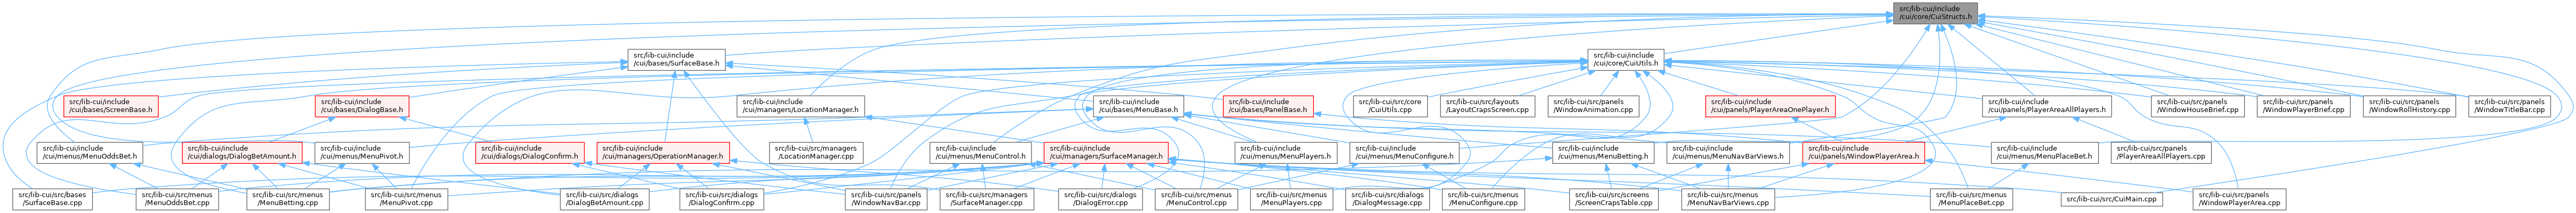 src/lib-cui/include
/cui/core/CuiStructs.h
src/lib-cui/include
/cui/bases/SurfaceBase.h
src/lib-cui/include
/cui/core/CuiUtils.h
src/lib-cui/include
/cui/bases/ScreenBase.h
src/lib-cui/include
/cui/bases/DialogBase.h
src/lib-cui/include
/cui/managers/LocationManager.h
src/lib-cui/include
/cui/bases/MenuBase.h
src/lib-cui/include
/cui/bases/PanelBase.h
src/lib-cui/src/core
/CuiUtils.cpp
src/lib-cui/src/layouts
/LayoutCrapsScreen.cpp
src/lib-cui/src/panels
/WindowAnimation.cpp
src/lib-cui/include
/cui/panels/PlayerAreaOnePlayer.h
src/lib-cui/include
/cui/panels/PlayerAreaAllPlayers.h
src/lib-cui/src/panels
/WindowHouseBrief.cpp
src/lib-cui/src/panels
/WindowPlayerBrief.cpp
src/lib-cui/src/panels
/WindowRollHistory.cpp
src/lib-cui/src/panels
/WindowTitleBar.cpp
src/lib-cui/include
/cui/menus/MenuOddsBet.h
src/lib-cui/include
/cui/dialogs/DialogBetAmount.h
src/lib-cui/include
/cui/menus/MenuPivot.h
src/lib-cui/include
/cui/dialogs/DialogConfirm.h
src/lib-cui/include
/cui/managers/OperationManager.h
src/lib-cui/src/managers
/LocationManager.cpp
src/lib-cui/include
/cui/menus/MenuControl.h
src/lib-cui/include
/cui/managers/SurfaceManager.h
src/lib-cui/include
/cui/menus/MenuPlayers.h
src/lib-cui/include
/cui/menus/MenuConfigure.h
src/lib-cui/include
/cui/menus/MenuBetting.h
src/lib-cui/include
/cui/menus/MenuNavBarViews.h
src/lib-cui/include
/cui/panels/WindowPlayerArea.h
src/lib-cui/include
/cui/menus/MenuPlaceBet.h
src/lib-cui/src/panels
/PlayerAreaAllPlayers.cpp
src/lib-cui/src/bases
/SurfaceBase.cpp
src/lib-cui/src/menus
/MenuOddsBet.cpp
src/lib-cui/src/menus
/MenuBetting.cpp
src/lib-cui/src/menus
/MenuPivot.cpp
src/lib-cui/src/dialogs
/DialogBetAmount.cpp
src/lib-cui/src/dialogs
/DialogConfirm.cpp
src/lib-cui/src/panels
/WindowNavBar.cpp
src/lib-cui/src/managers
/SurfaceManager.cpp
src/lib-cui/src/dialogs
/DialogError.cpp
src/lib-cui/src/menus
/MenuControl.cpp
src/lib-cui/src/menus
/MenuPlayers.cpp
src/lib-cui/src/dialogs
/DialogMessage.cpp
src/lib-cui/src/menus
/MenuConfigure.cpp
src/lib-cui/src/screens
/ScreenCrapsTable.cpp
src/lib-cui/src/menus
/MenuNavBarViews.cpp
src/lib-cui/src/menus
/MenuPlaceBet.cpp
src/lib-cui/src/CuiMain.cpp
src/lib-cui/src/panels
/WindowPlayerArea.cpp